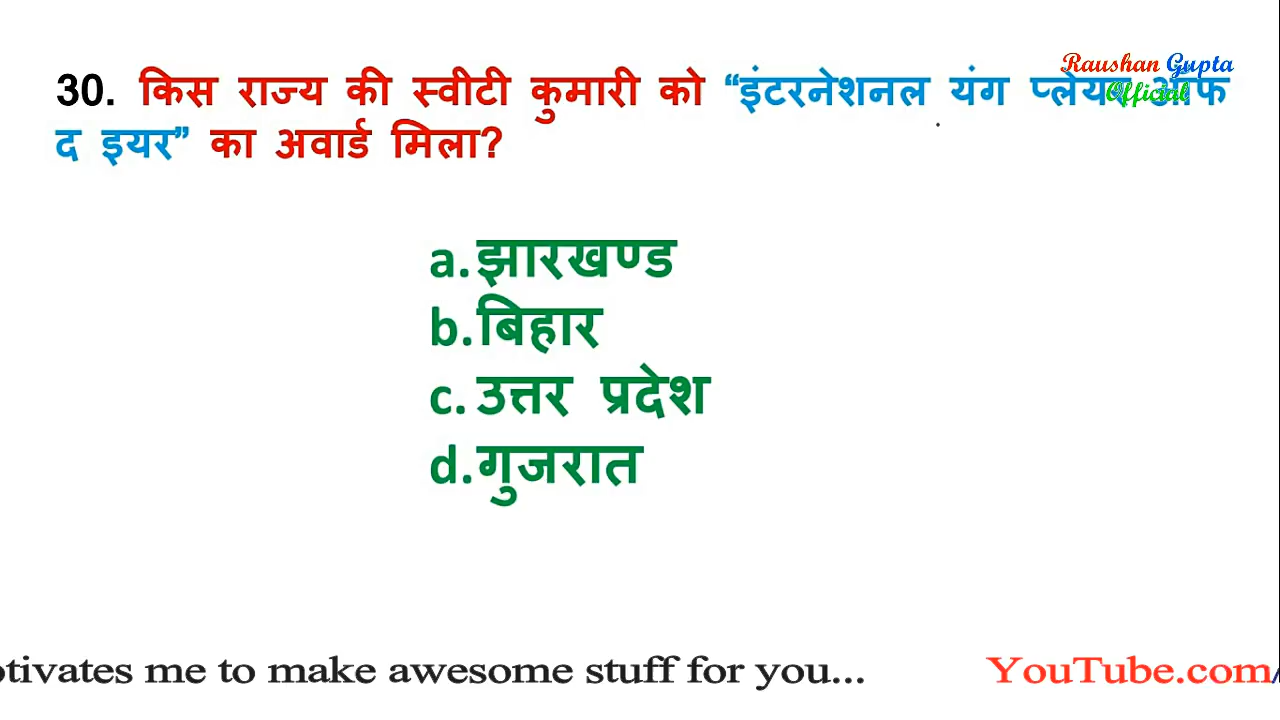 30. किस राज्य की स्वीटी कुमारी को “इंटरनेशनल यंग प्लेयर ऑफ
द इयर” का अवार्ड मिला?
Raushan Gupta
Official
a. झारखण्ड
b. बिहार
c. उत्तर प्रदेश
d. गुजरात
otivates me to make awesome stuff for you...
YouTube.com/